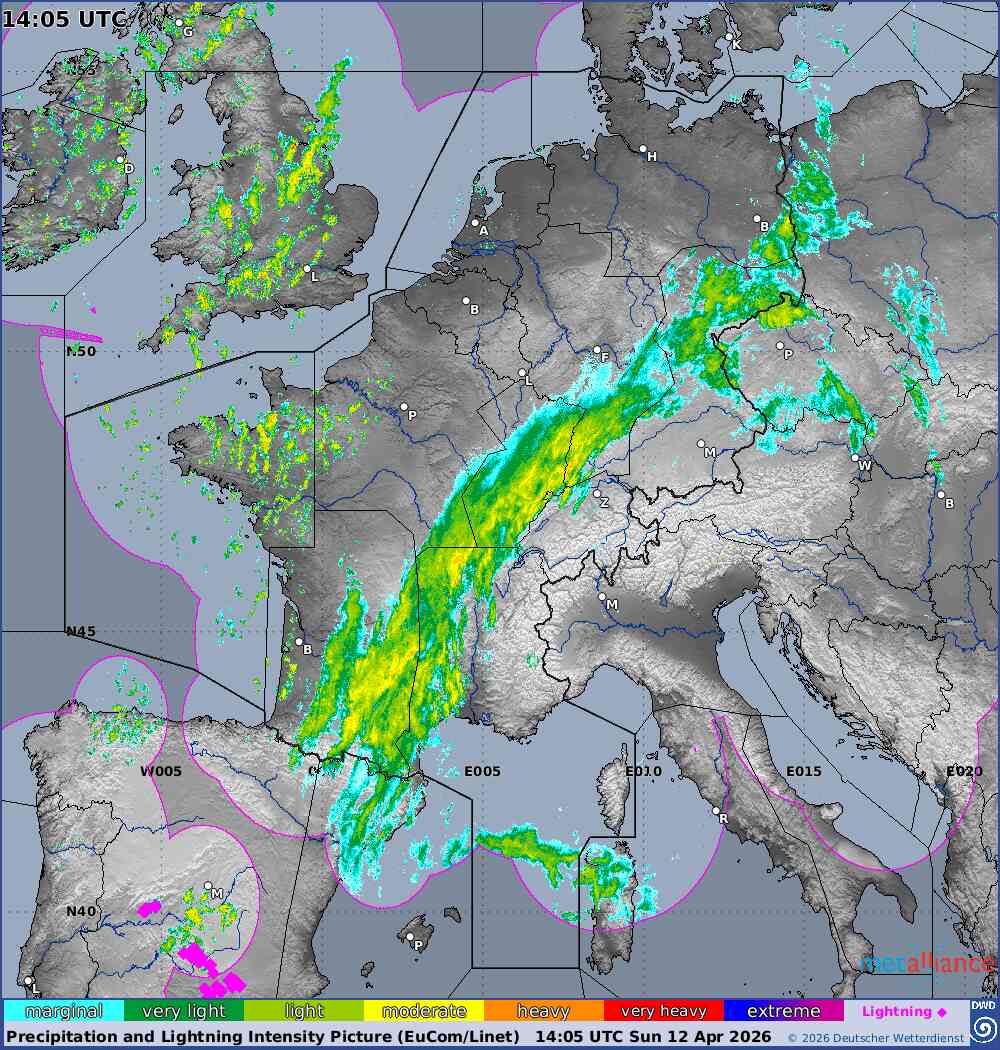 14:05 UTC
G
K
N55
D
H
A
B
L
B
N50
F
P
L
P
M
W
Z
B
M
N45
B
W005
E005
E010
E015
E020
R
M
N40
P
L
metalliance
marginal very light light moderate heavy very heavy extreme Lightning ◆ DWD
Precipitation and Lightning Intensity Picture (EuCom/Linet) 14:05 UTC Sun 12 Apr 2026 © 2026 Deutscher Wetterdienst